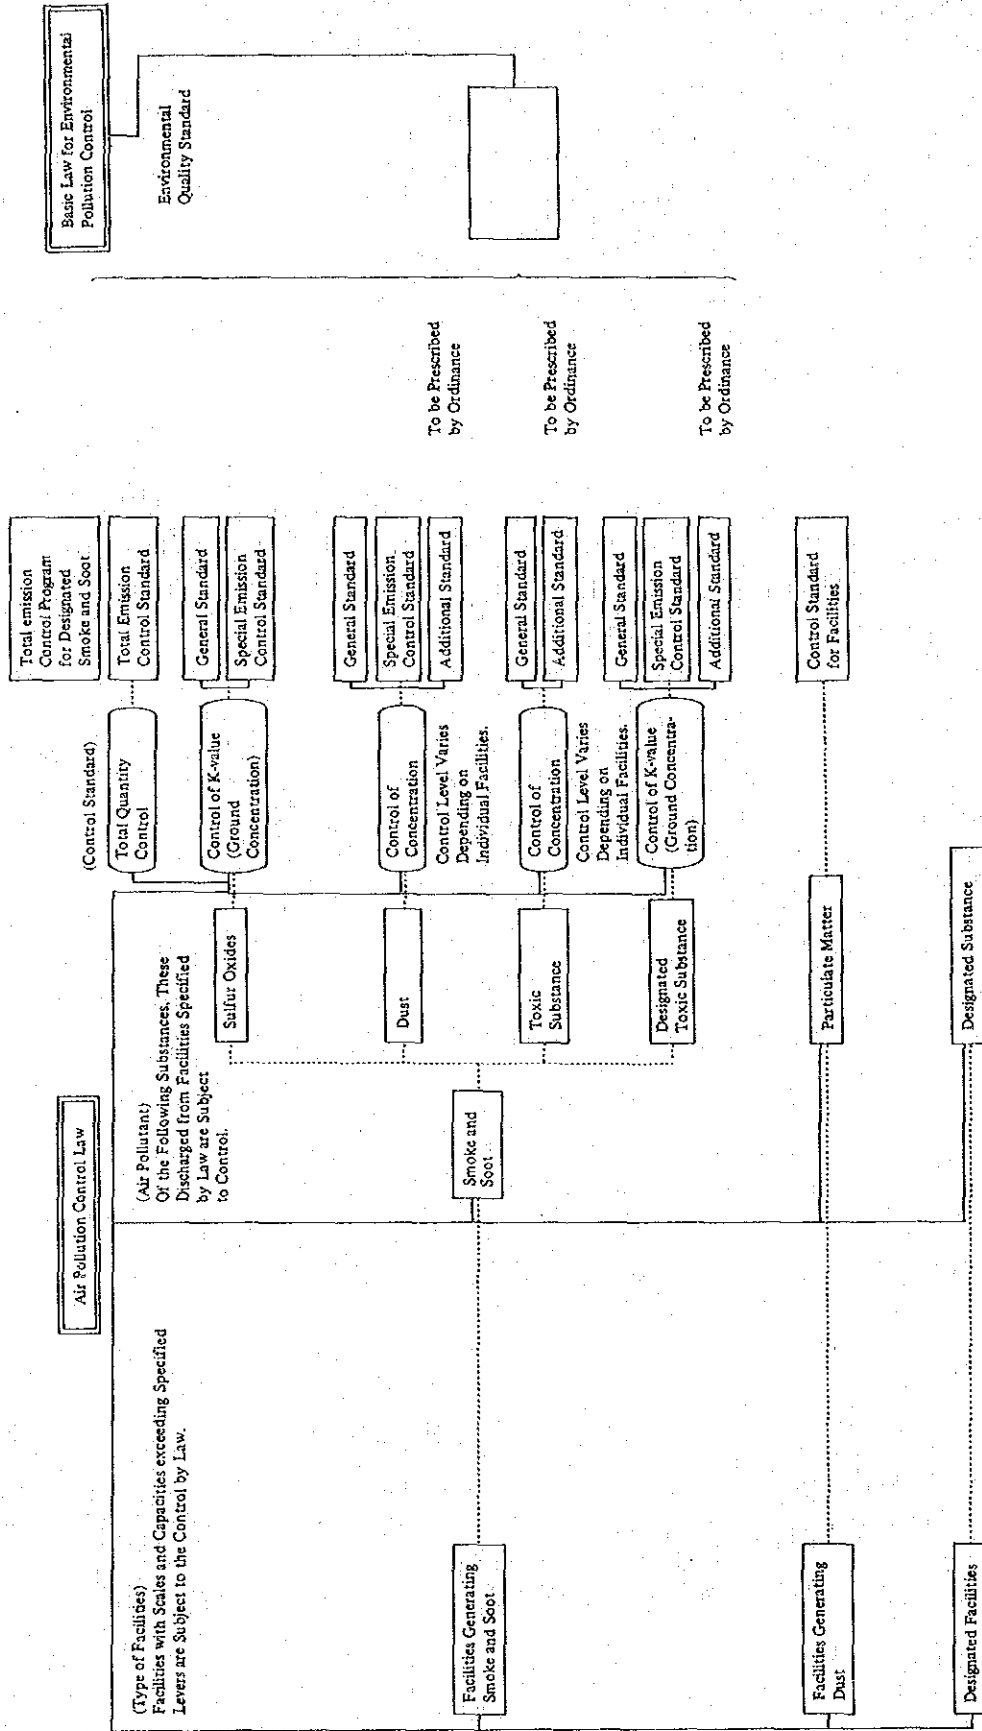 Air Pollution Control Law
Basic Law for Environmental
Pollution Control
(Type of Facilities)
Facilities with Scales and Capacities exceeding Specified
Levers are Subject to the Control by Law.
(Air Pollutant)
Of the Following Substances, These
Discharged from Facilities Specified
by Law are Subject
to Control.
(Control Standard)
Total emission
Control Program
for Designated
Smoke and Soot
Environmental
Quality Standard
Facilities Generating
Smoke and Soot
Smoke and
Soot
Sulfur Oxides
Total Quantity
Control
Total Emission
Control Standard
Control of K-value
(Ground
Concentration)
General Standard
Special Emission
Control Standard
Dust
Control of
Concentration
Control Level Varies
Depending on
Individual Facilities.
General Standard
Special Emission
Control Standard
Additional Standard
To be Prescribed
by Ordinance
Toxic
Substance
Control of
Concentration
Control Level Varies
Depending on
Individual Facilities.
General Standard
Additional Standard
To be Prescribed
by Ordinance
Designated
Toxic Substance
Control of K-value
(Ground Concentra-
tion)
General Standard
Special Emission
Control Standard
Additional Standard
To be Prescribed
by Ordinance
Facilities Generating
Dust
Particulate Matter
Control Standard
for Facilities
Designated Facilities
Designated Substance